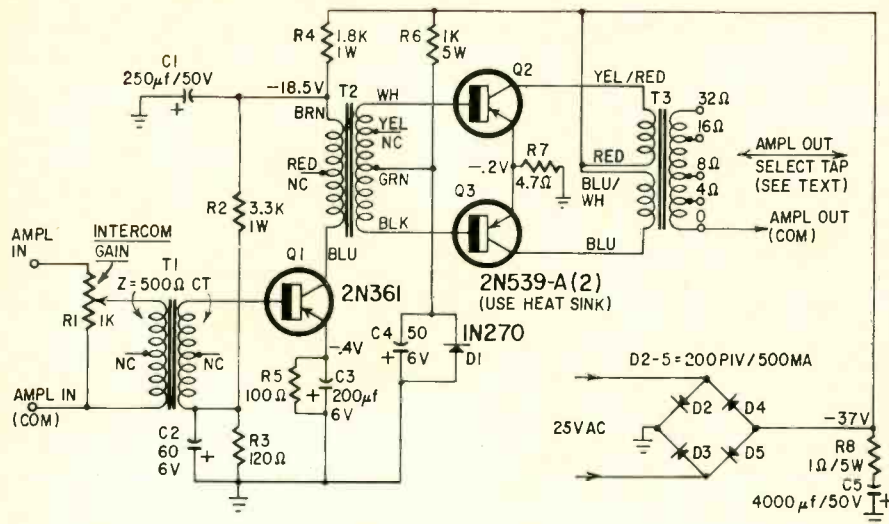 R4
1.8K
1W
R6
1K
5W
C1
250µf/50V
+
-18.5V
T2
BRN
WH
Q2
YEL/RED
T3
32Ω
16Ω
8Ω
4Ω
0
YEL
NC
RED
NC
GRN
-.2V
R7
4.7Ω
RED
BLU/
WH
AMPL OUT
SELECT TAP
(SEE TEXT)
AMPL OUT
(COM)
R2
3.3K
1W
BLK
Q3
BLU
BLU
AMPL
IN
INTERCOM
GAIN
T1
Z=500Ω CT
R1
1K
NC
NC
Q1
2N361
2N539-A(2)
(USE HEAT SINK)
-.4V
C4
50
6V
+
1N270
D1
R5
100Ω
+
C3
200µf
6V
AMPL IN
(COM)
C2
60
6V
+
R3
120Ω
D2-5=200PIV/500MA
25VAC
D2
D4
D3
D5
-37V
R8
1Ω/5W
C5
4000µf/50V
+